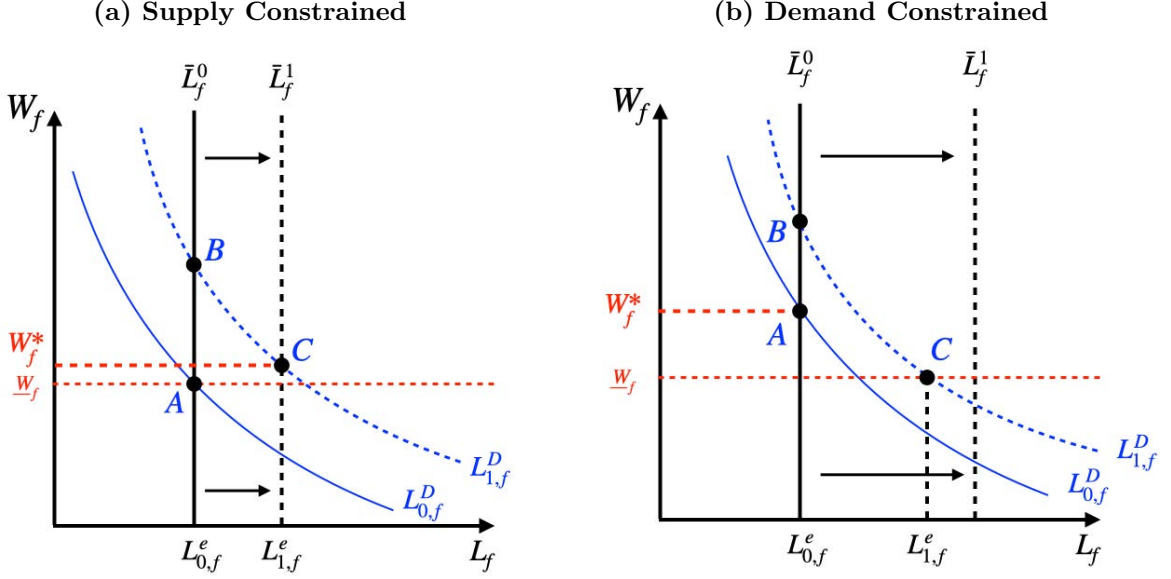 (a) Supply Constrained
L̄⁰_f L̄¹_f
W_f
B
W*_f
C
W̲_f
A
L^D_{1,f}
L^D_{0,f}
L^e_{0,f} L^e_{1,f} L_f
(b) Demand Constrained
L̄⁰_f L̄¹_f
W_f
B
W*_f
A
C
W̲_f
L^D_{1,f}
L^D_{0,f}
L^e_{0,f} L^e_{1,f} L_f